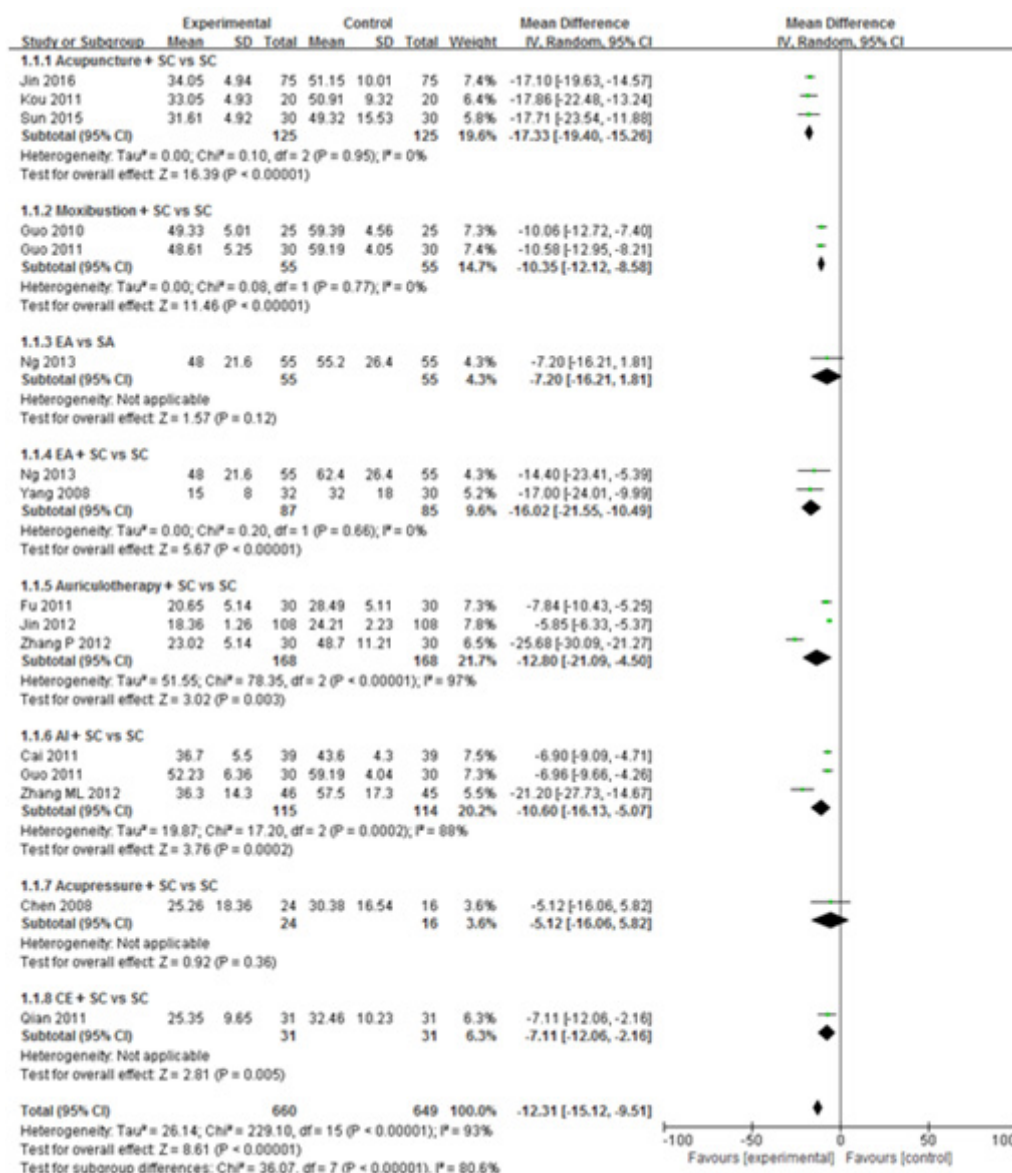 Experimental Control Mean Difference Mean Difference
Study or Subgroup Mean SD Total Mean SD Total Weight IV, Random, 95% CI IV, Random, 95% CI
1.1.1 Acupuncture + SC vs SC
Jin 2016 34.05 4.94 75 51.15 10.01 75 7.4% -17.10 [-19.63, -14.57]
Kou 2011 33.05 4.93 20 50.91 9.32 20 6.4% -17.86 [-22.48, -13.24]
Sun 2015 31.61 4.92 30 49.32 15.53 30 5.8% -17.71 [-23.54, -11.88]
Subtotal (95% CI) 125 125 19.6% -17.33 [-19.40, -15.26]
Heterogeneity: Tau² = 0.00; Chi² = 0.10, df = 2 (P = 0.95); I² = 0%
Test for overall effect: Z = 16.39 (P < 0.00001)
1.1.2 Moxibustion + SC vs SC
Guo 2010 49.33 5.01 25 59.39 4.56 25 7.3% -10.06 [-12.72, -7.40]
Guo 2011 48.61 5.25 30 59.19 4.05 30 7.4% -10.58 [-12.95, -8.21]
Subtotal (95% CI) 55 55 14.7% -10.35 [-12.12, -8.58]
Heterogeneity: Tau² = 0.00; Chi² = 0.08, df = 1 (P = 0.77); I² = 0%
Test for overall effect: Z = 11.46 (P < 0.00001)
1.1.3 EA vs SA
Ng 2013 48 21.6 55 55.2 26.4 55 4.3% -7.20 [-16.21, 1.81]
Subtotal (95% CI) 55 55 4.3% -7.20 [-16.21, 1.81]
Heterogeneity: Not applicable
Test for overall effect: Z = 1.57 (P = 0.12)
1.1.4 EA + SC vs SC
Ng 2013 48 21.6 55 62.4 26.4 55 4.3% -14.40 [-23.41, -5.39]
Yang 2008 15 8 32 32 18 30 5.2% -17.00 [-24.01, -9.99]
Subtotal (95% CI) 87 85 9.6% -16.02 [-21.55, -10.49]
Heterogeneity: Tau² = 0.00; Chi² = 0.20, df = 1 (P = 0.66); I² = 0%
Test for overall effect: Z = 5.67 (P < 0.00001)
1.1.5 Auriculotherapy + SC vs SC
Fu 2011 20.65 5.14 30 28.49 5.11 30 7.3% -7.84 [-10.43, -5.25]
Jin 2012 18.36 1.26 108 24.21 2.23 108 7.8% -5.85 [-6.33, -5.37]
Zhang P 2012 23.02 5.14 30 48.7 11.21 30 6.5% -25.68 [-30.09, -21.27]
Subtotal (95% CI) 168 168 21.7% -12.80 [-21.09, -4.50]
Heterogeneity: Tau² = 51.55; Chi² = 78.35, df = 2 (P < 0.00001); I² = 97%
Test for overall effect: Z = 3.02 (P = 0.003)
1.1.6 AI + SC vs SC
Cai 2011 36.7 5.5 39 43.6 4.3 39 7.5% -6.90 [-9.09, -4.71]
Guo 2011 52.23 6.36 30 59.19 4.04 30 7.3% -6.96 [-9.66, -4.26]
Zhang ML 2012 36.3 14.3 46 57.5 17.3 45 5.5% -21.20 [-27.73, -14.67]
Subtotal (95% CI) 115 114 20.2% -10.60 [-16.13, -5.07]
Heterogeneity: Tau² = 19.87; Chi² = 17.20, df = 2 (P = 0.0002); I² = 88%
Test for overall effect: Z = 3.76 (P = 0.0002)
1.1.7 Acupressure + SC vs SC
Chen 2008 25.26 18.36 24 30.38 16.54 16 3.6% -5.12 [-16.06, 5.82]
Subtotal (95% CI) 24 16 3.6% -5.12 [-16.06, 5.82]
Heterogeneity: Not applicable
Test for overall effect: Z = 0.92 (P = 0.36)
1.1.8 CE + SC vs SC
Qian 2011 25.35 9.65 31 32.46 10.23 31 6.3% -7.11 [-12.06, -2.16]
Subtotal (95% CI) 31 31 6.3% -7.11 [-12.06, -2.16]
Heterogeneity: Not applicable
Test for overall effect: Z = 2.81 (P = 0.005)
Total (95% CI) 660 649 100.0% -12.31 [-15.12, -9.51]
Heterogeneity: Tau² = 26.14; Chi² = 229.10, df = 15 (P < 0.00001); I² = 93%
Test for overall effect: Z = 8.61 (P < 0.00001)
Test for subgroup differences: Chi² = 36.07, df = 7 (P < 0.00001), I² = 80.6%
-100 -50 0 50 100
Favours [experimental] Favours [control]